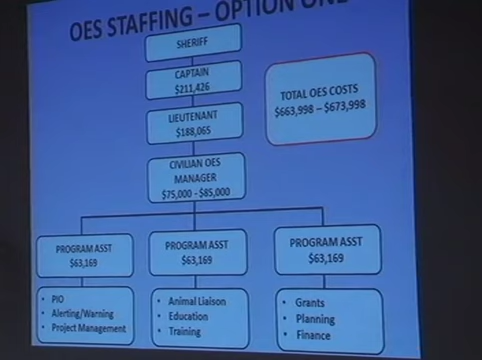 OES STAFFING – OPTION ONE
SHERIFF
CAPTAIN
$211,426
LIEUTENANT
$188,065
CIVILIAN OES
MANAGER
$75,000 - $85,000
TOTAL OES COSTS
$663,998 – $673,998
PROGRAM ASST
$63,169
• PIO
• Alerting/Warning
• Project Management
PROGRAM ASST
$63,169
• Animal Liaison
• Education
• Training
PROGRAM ASST
$63,169
• Grants
• Planning
• Finance